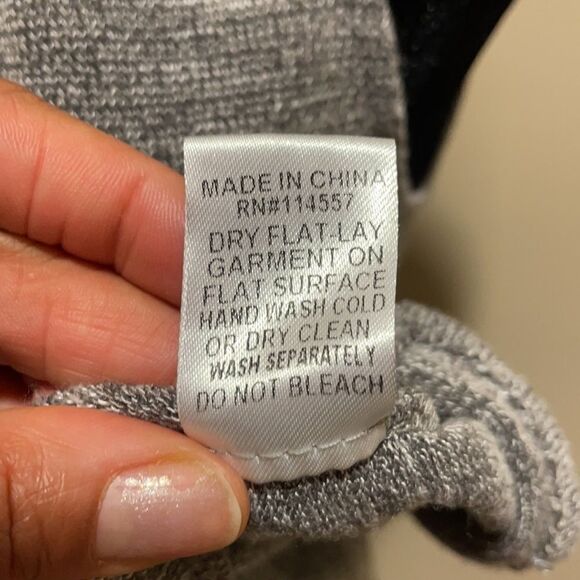 MADE IN CHINA
RN#114557
DRY FLAT-LAY
GARMENT ON
FLAT SURFACE
HAND WASH COLD
OR DRY CLEAN
WASH SEPARATELY
DO NOT BLEACH